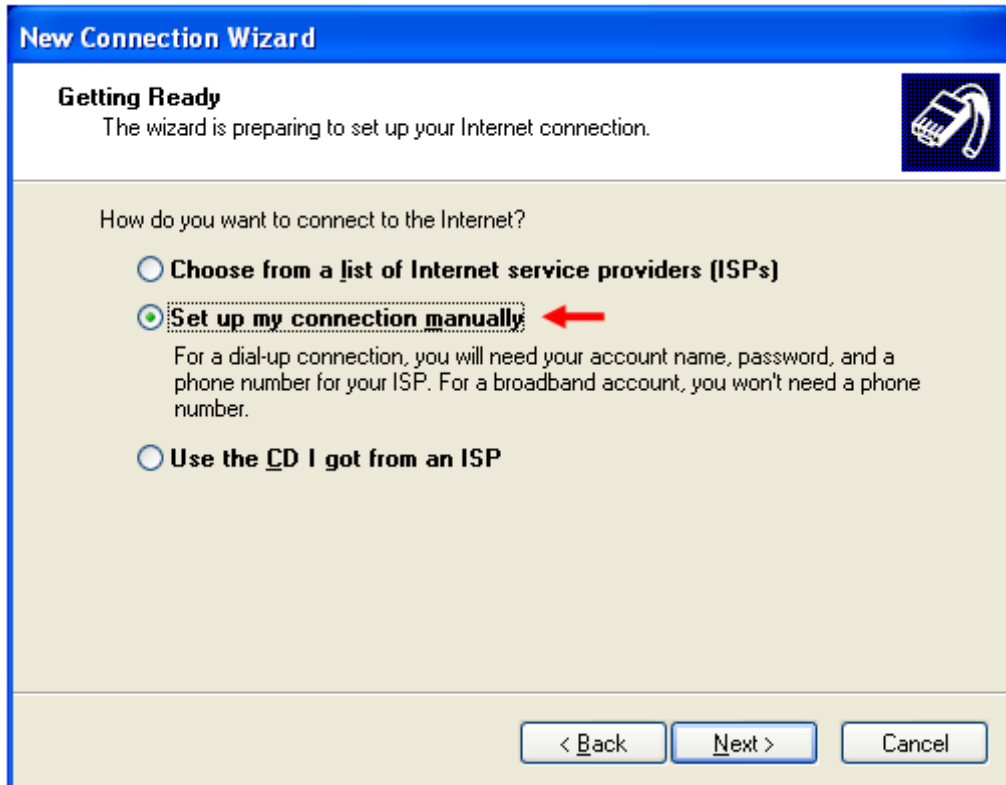 New Connection Wizard
Getting Ready
The wizard is preparing to set up your Internet connection.
How do you want to connect to the Internet?
Choose from a list of Internet service providers (ISPs)
Set up my connection manually
For a dial-up connection, you will need your account name, password, and a
phone number for your ISP. For a broadband account, you won't need a phone
number.
Use the CD I got from an ISP
< Back Next > Cancel